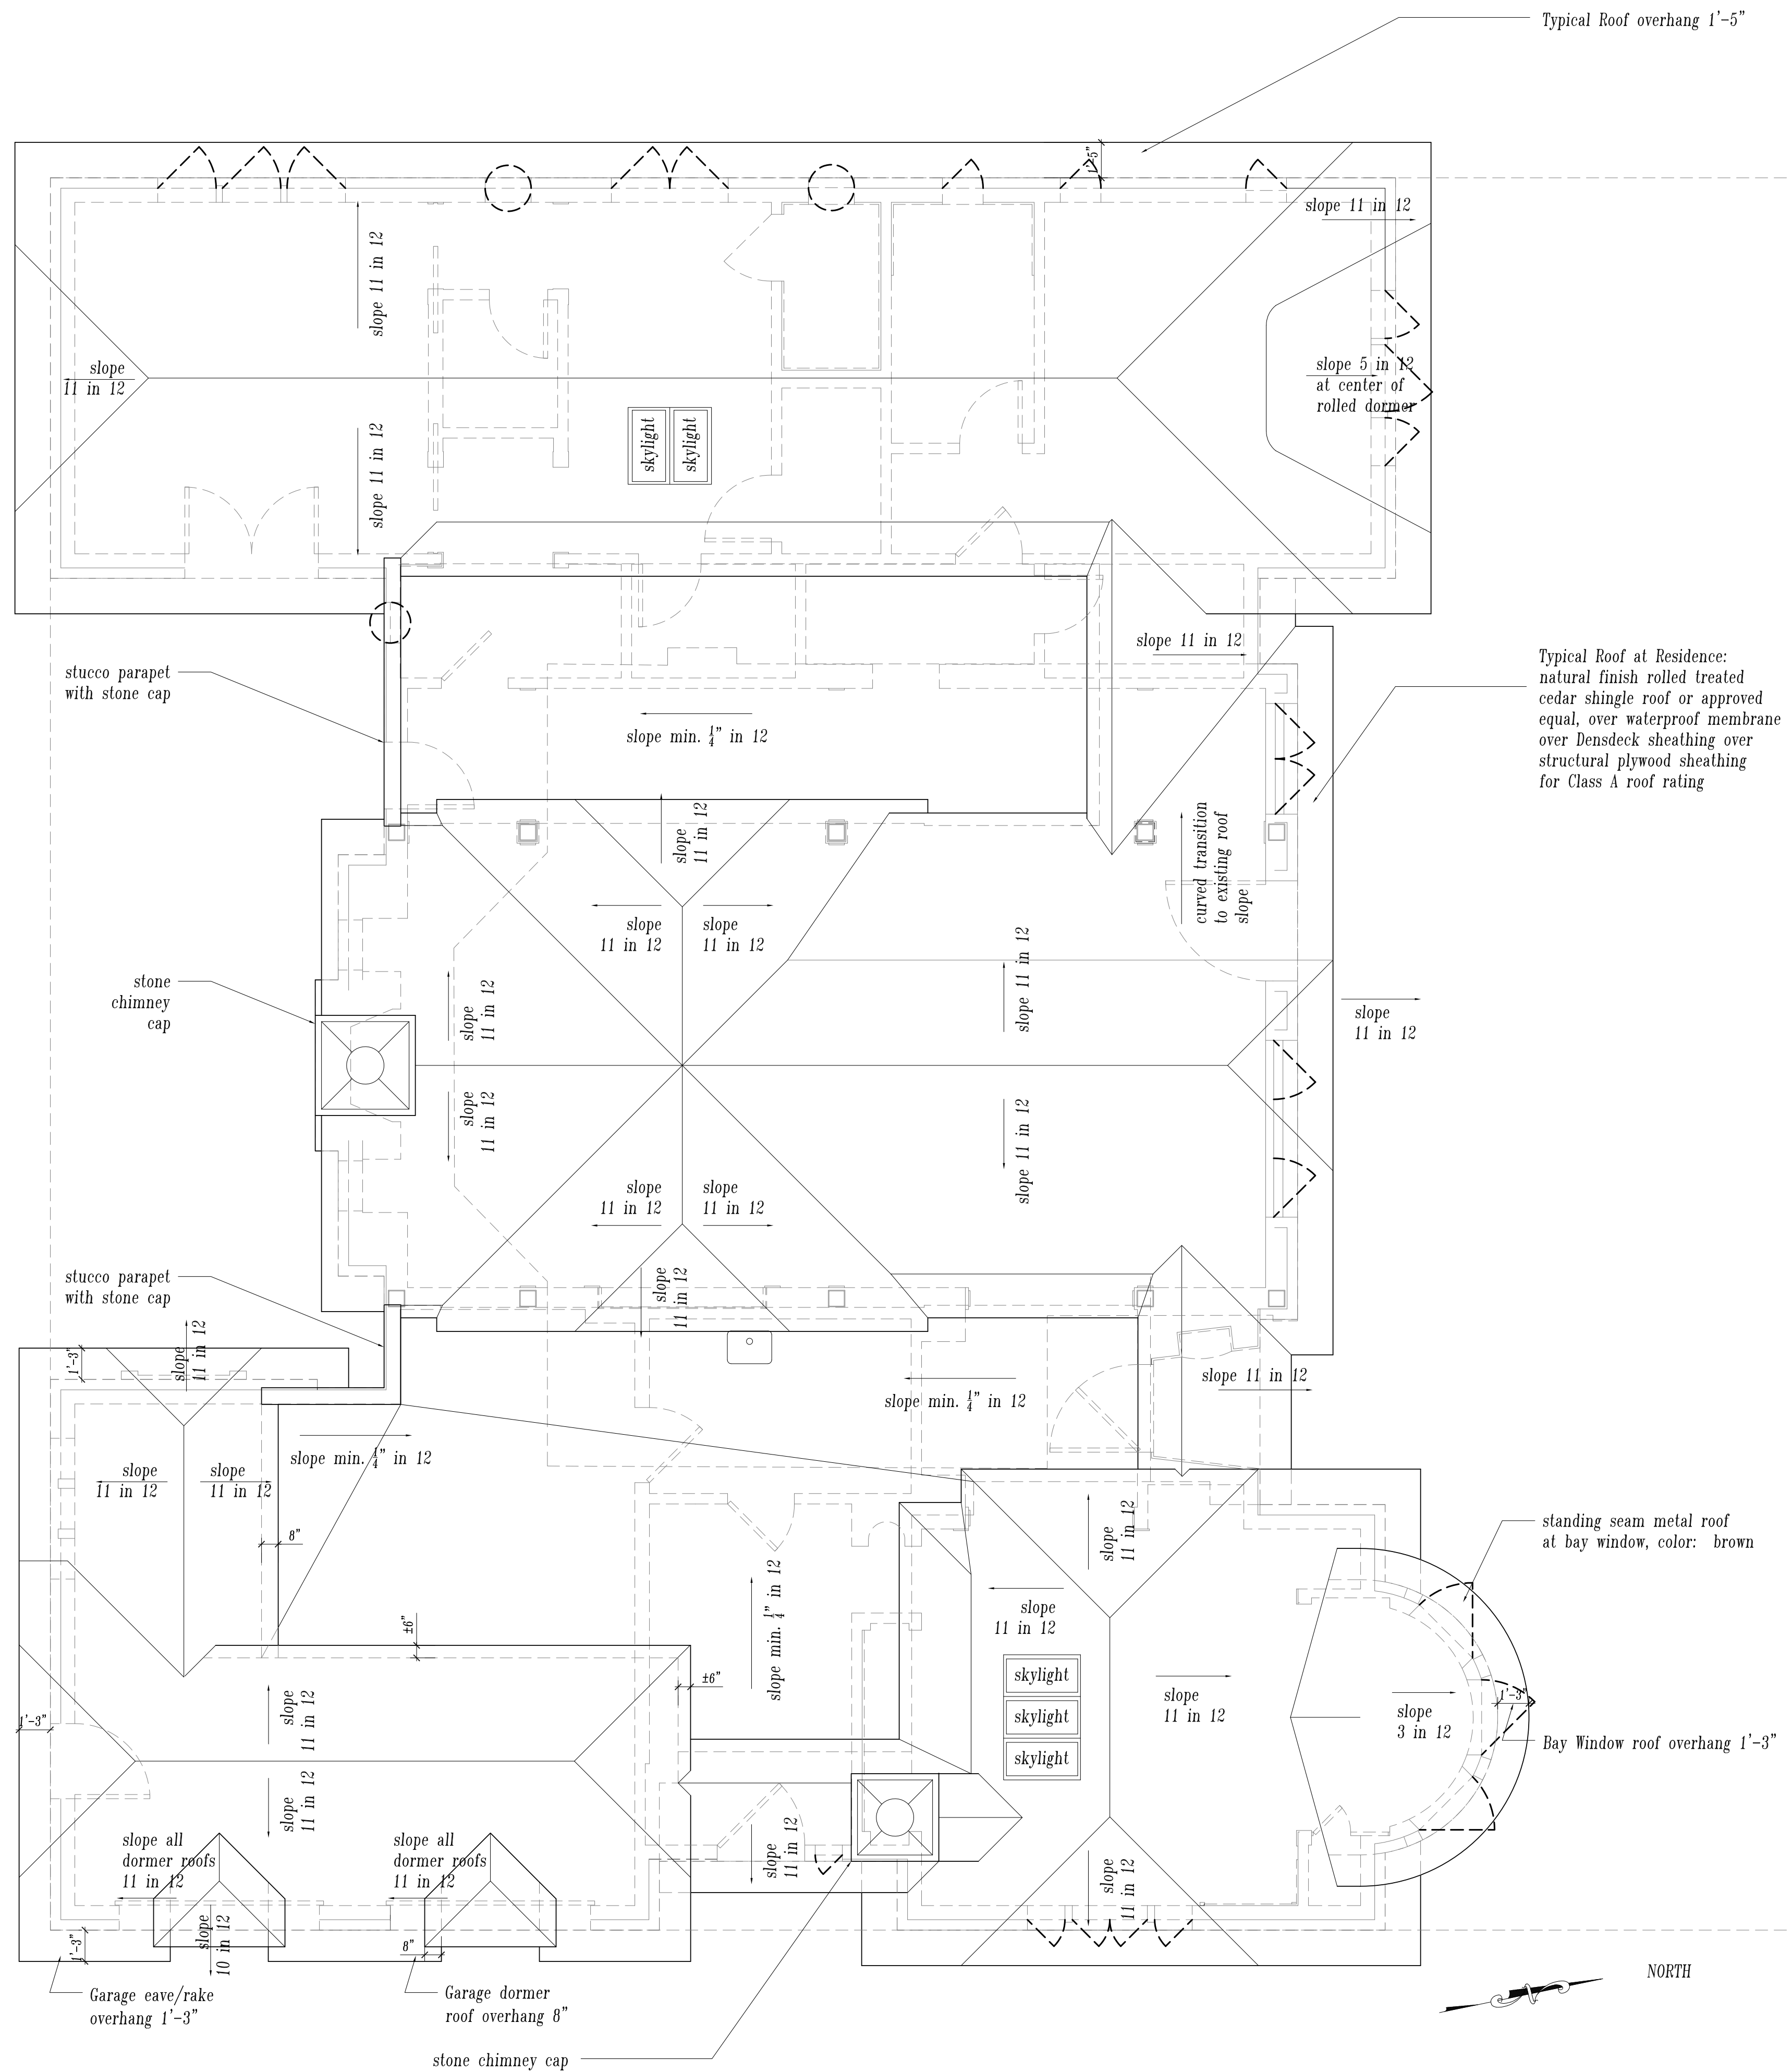 Typical Roof overhang 1'-5"
1'-5"
slope 11 in 12
slope 11 in 12
slope
11 in 12
slope 5 in 12
at center of
rolled dormer
skylight
skylight
slope 11 in 12
slope 11 in 12
stucco parapet
with stone cap
slope min. 1/4" in 12
Typical Roof at Residence:
natural finish rolled treated
cedar shingle roof or approved
equal, over waterproof membrane
over Densdeck sheathing over
structural plywood sheathing
for Class A roof rating
slope
11 in 12
curved transition
to existing roof
slope
slope
11 in 12
slope
11 in 12
slope
11 in 12
slope 11 in 12
stone
chimney
cap
slope
11 in 12
slope
11 in 12
slope 11 in 12
slope
11 in 12
slope
11 in 12
slope
11 in 12
stucco parapet
with stone cap
1'-3"
slope
11 in 12
slope 11 in 12
slope min. 1/4" in 12
slope min. 1/4" in 12
slope
11 in 12
slope
11 in 12
8"
slope
11 in 12
standing seam metal roof
at bay window, color: brown
slope min. 1/4" in 12
slope
11 in 12
±6"
±6"
skylight
skylight
skylight
slope
11 in 12
slope
3 in 12
1'-3"
Bay Window roof overhang 1'-3"
1'-3"
slope
11 in 12
slope
11 in 12
slope all
dormer roofs
11 in 12
slope all
dormer roofs
11 in 12
slope
11 in 12
slope
11 in 12
slope
10 in 12
1'-3"
8"
Garage eave/rake
overhang 1'-3"
Garage dormer
roof overhang 8"
NORTH
stone chimney cap